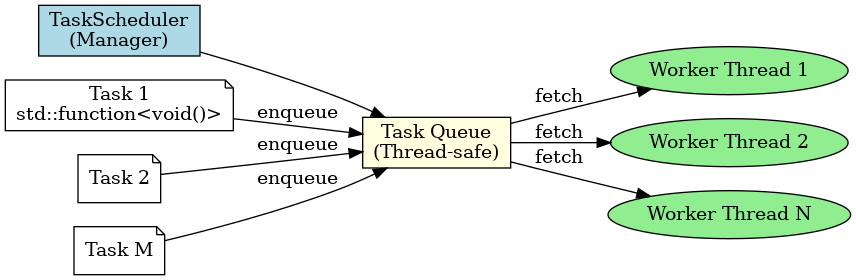 TaskScheduler
(Manager)
Task 1
std::function<void()>
Task 2
Task M
enqueue
enqueue
enqueue
Task Queue
(Thread-safe)
fetch
fetch
fetch
Worker Thread 1
Worker Thread 2
Worker Thread N